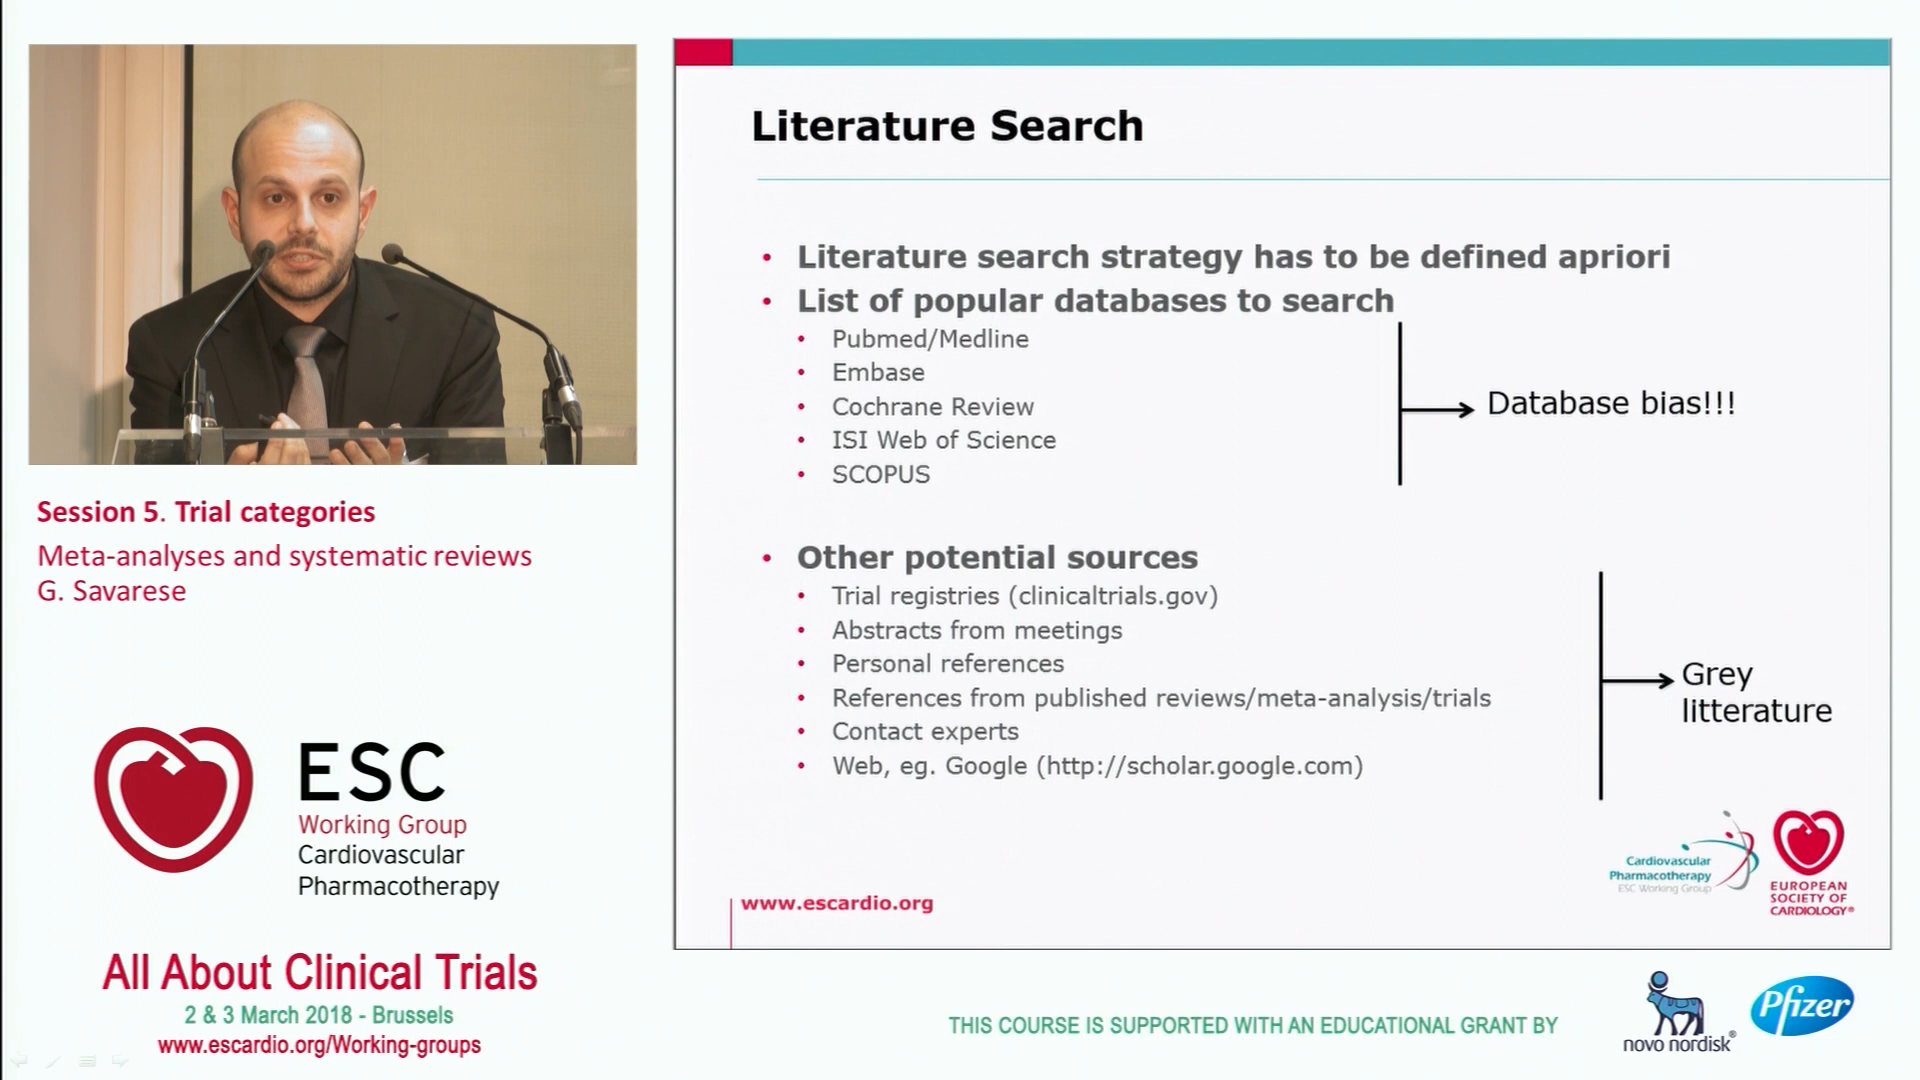 Literature Search
• Literature search strategy has to be defined apriori
• List of popular databases to search
• Pubmed/Medline
• Embase
• Cochrane Review
• ISI Web of Science
• SCOPUS
Database bias!!!
• Other potential sources
• Trial registries (clinicaltrials.gov)
• Abstracts from meetings
• Personal references
• References from published reviews/meta-analysis/trials
• Contact experts
• Web, eg. Google (http://scholar.google.com)
Grey
litterature
Cardiovascular
Pharmacotherapy
ESC Working Group
EUROPEAN
SOCIETY OF
CARDIOLOGY®
www.escardio.org
Session 5. Trial categories
Meta-analyses and systematic reviews
G. Savarese
ESC
Working Group
Cardiovascular
Pharmacotherapy
All About Clinical Trials
2 & 3 March 2018 - Brussels
www.escardio.org/Working-groups
THIS COURSE IS SUPPORTED WITH AN EDUCATIONAL GRANT BY
novo nordisk®
Pfizer